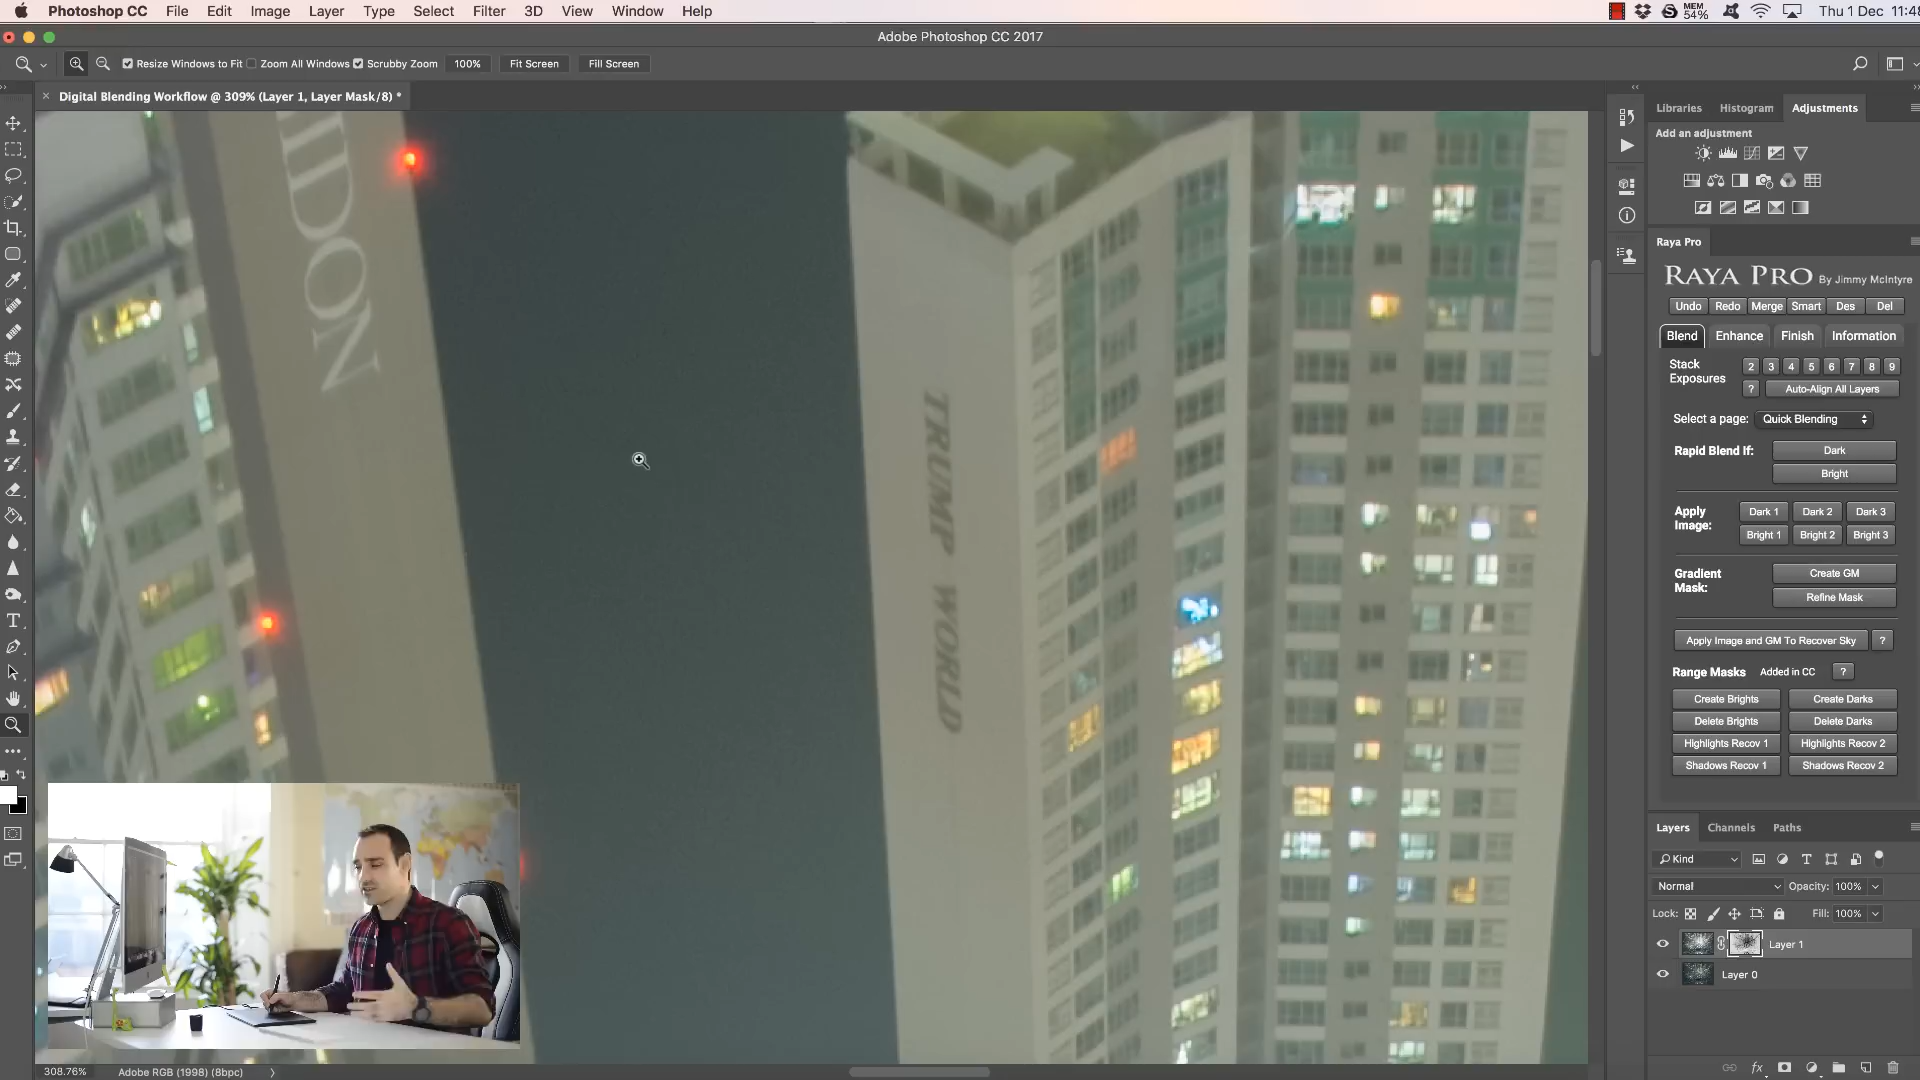 Photoshop CC File Edit Image Layer Type Select Filter 3D View Window Help
MEM 54% Thu 1 Dec 11:48
Adobe Photoshop CC 2017
Resize Windows to Fit Zoom All Windows Scrubby Zoom 100% Fit Screen Fill Screen
Digital Blending Workflow @ 309% (Layer 1, Layer Mask/8) *
IDON
TRUMP WORLD
308.76% Adobe RGB (1998) (8bpc)
Libraries Histogram Adjustments
Add an adjustment
Raya Pro
RAYA PRO By Jimmy McIntyre
Undo Redo Merge Smart Des Del
Blend Enhance Finish Information
Stack Exposures 2 3 4 5 6 7 8 9
? Auto-Align All Layers
Select a page: Quick Blending
Rapid Blend If: Dark
Bright
Apply Image: Dark 1 Dark 2 Dark 3
Bright 1 Bright 2 Bright 3
Gradient Mask: Create GM
Refine Mask
Apply Image and GM To Recover Sky ?
Range Masks Added in CC ?
Create Brights Create Darks
Delete Brights Delete Darks
Highlights Recov 1 Highlights Recov 2
Shadows Recov 1 Shadows Recov 2
Layers Channels Paths
Kind
Normal Opacity: 100%
Lock: Fill: 100%
Layer 1
Layer 0